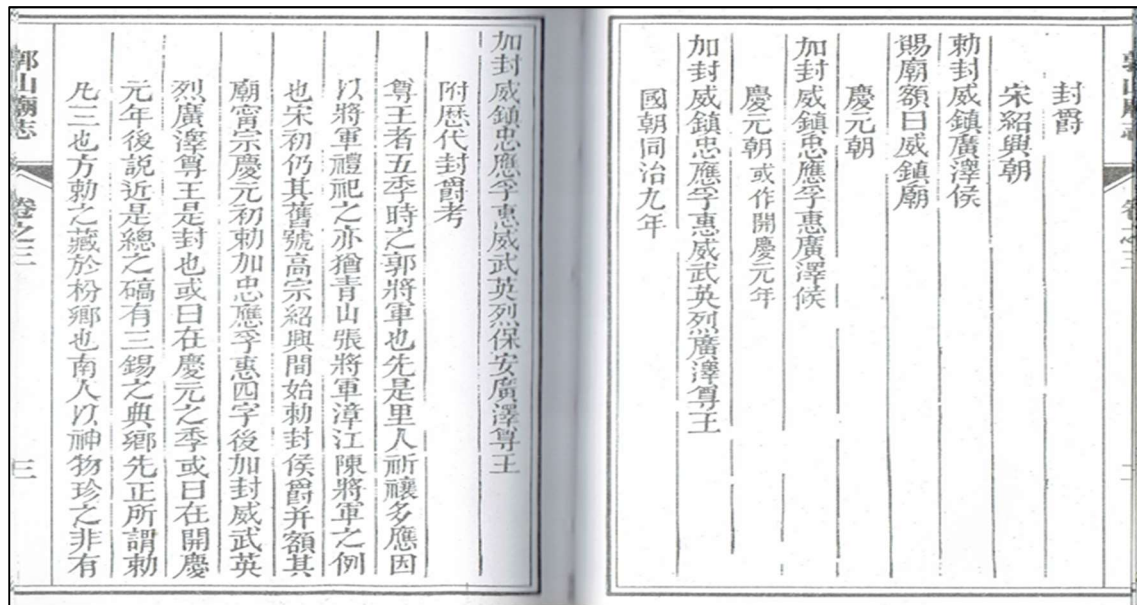 封爵
宋紹興朝
勅封威鎮廣澤侯
賜廟額曰威鎮廟
慶元朝
加封威鎮忠應孚惠廣澤侯
慶元朝或作開慶元年
加封威鎮忠應孚惠威武英烈廣澤尊王
國朝同治九年
加封威鎮忠應孚惠威武英烈保安廣澤尊王
附歷代封爵考
尊王者五季時之郭將軍也先是里人祈禳多應因
以將軍禮祀之亦猶青山張將軍漳江陳將軍之例
也宋初仍其舊號高宗紹興間始勅封侯爵并額其
廟甯宗慶元初勅加忠應孚惠四字後加封威武英
烈廣澤尊王是封也或曰在慶元之季或曰在開慶
元年後説近是總之碻有三錫之典鄉先正所謂勅
凡三也方勅之藏於枌鄉也南人以神物珍之非有
郭山廟志
卷之三
三